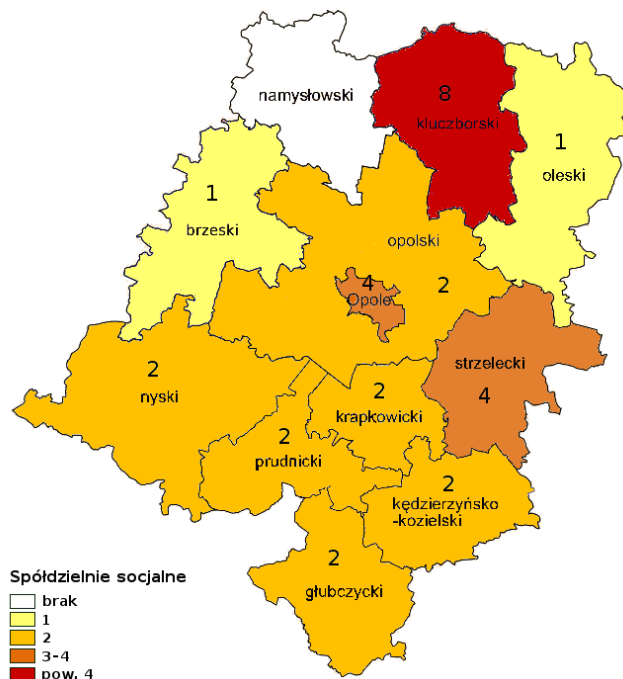 namysłowski
8
kluczborski
1
oleski
1
brzeski
opolski
2
4
Opole
strzelecki
4
2
nyski
2
krapkowicki
2
prudnicki
2
kędzierzyńsko
-kozielski
2
głubczycki
Spółdzielnie socjalne
brak
1
2
3-4
pow. 4